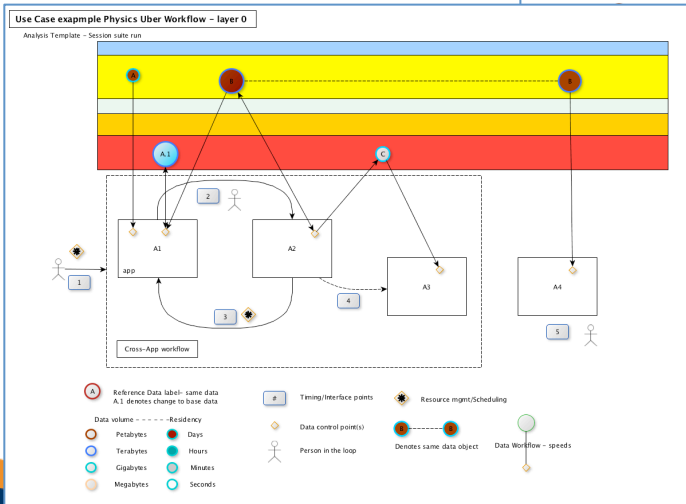 Use Case exapmple Physics Uber Workflow - layer 0
Analysis Template - Session suite run
A
B
B
A.1
C
2
A1
app
A2
A3
A4
1
3
4
5
Cross-App workflow
A
Reference Data label- same data
A.1 denotes change to base data
#
Timing/Interface points
Resource mgmt/Scheduling
Data volume - - - - - - Residency
Petabytes
Days
Terabytes
Hours
Gigabytes
Minutes
Megabytes
Seconds
Data control point(s)
Person in the loop
B
B
Denotes same data object
Data Workflow - speeds